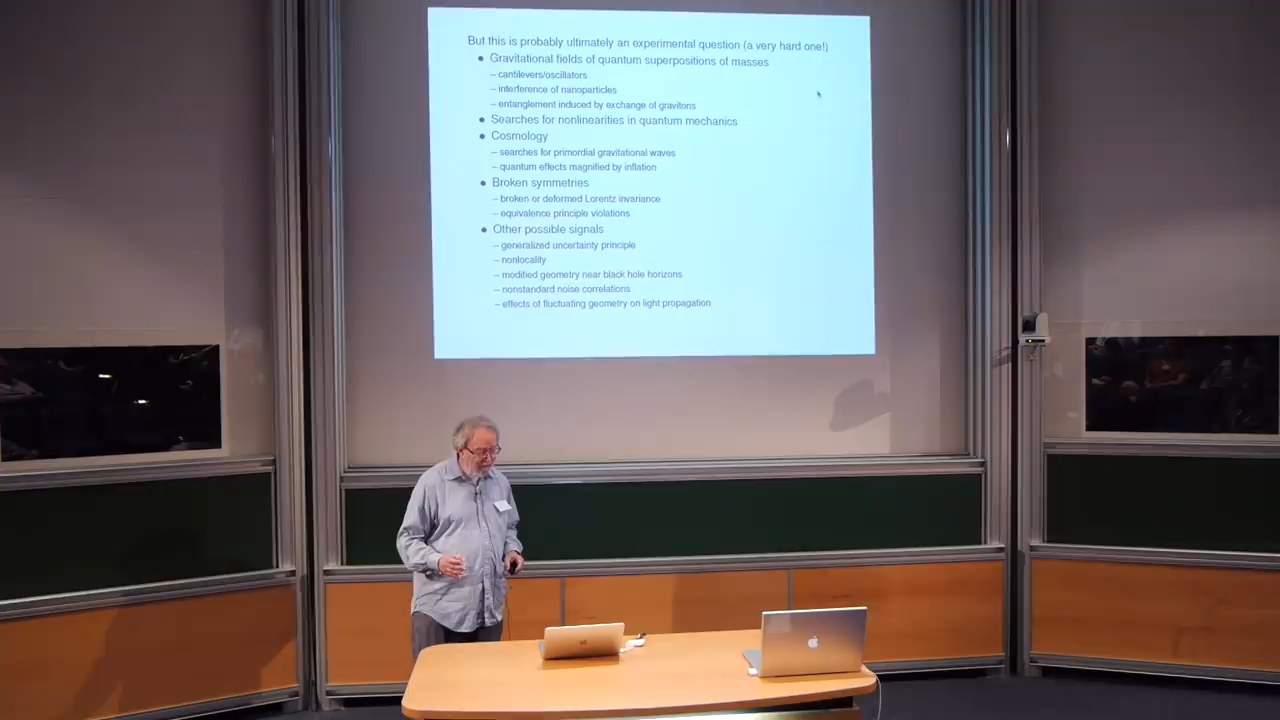 But this is probably ultimately an experimental question (a very hard one!)
• Gravitational fields of quantum superpositions of masses
– cantilevers/oscillators
– interference of nanoparticles
– entanglement induced by exchange of gravitons
• Searches for nonlinearities in quantum mechanics
• Cosmology
– searches for primordial gravitational waves
– quantum effects magnified by inflation
• Broken symmetries
– broken or deformed Lorentz invariance
– equivalence principle violations
• Other possible signals
– generalized uncertainty principle
– nonlocality
– modified geometry near black hole horizons
– nonstandard noise correlations
– effects of fluctuating geometry on light propagation